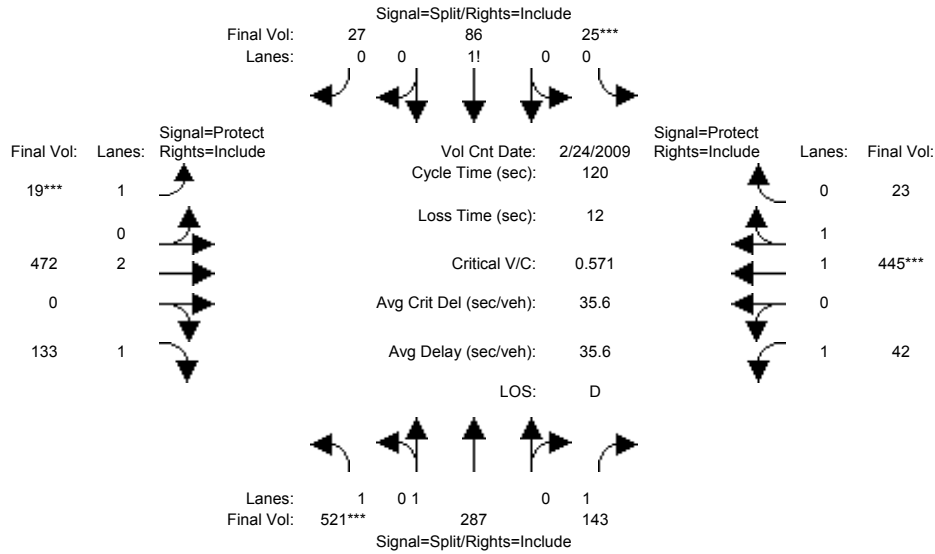 Signal=Split/Rights=Include
Final Vol: 27 86 25***
Lanes: 0 0 1! 0 0
Signal=Protect
Final Vol: Lanes: Rights=Include
Vol Cnt Date: 2/24/2009
Signal=Protect
Rights=Include Lanes: Final Vol:
Cycle Time (sec): 120
19*** 1
0 23
Loss Time (sec): 12
0
1
472 2
Critical V/C: 0.571
1 445***
0
Avg Crit Del (sec/veh): 35.6
0
133 1
Avg Delay (sec/veh): 35.6
1 42
LOS: D
Lanes: 1 0 1 0 1
Final Vol: 521*** 287 143
Signal=Split/Rights=Include